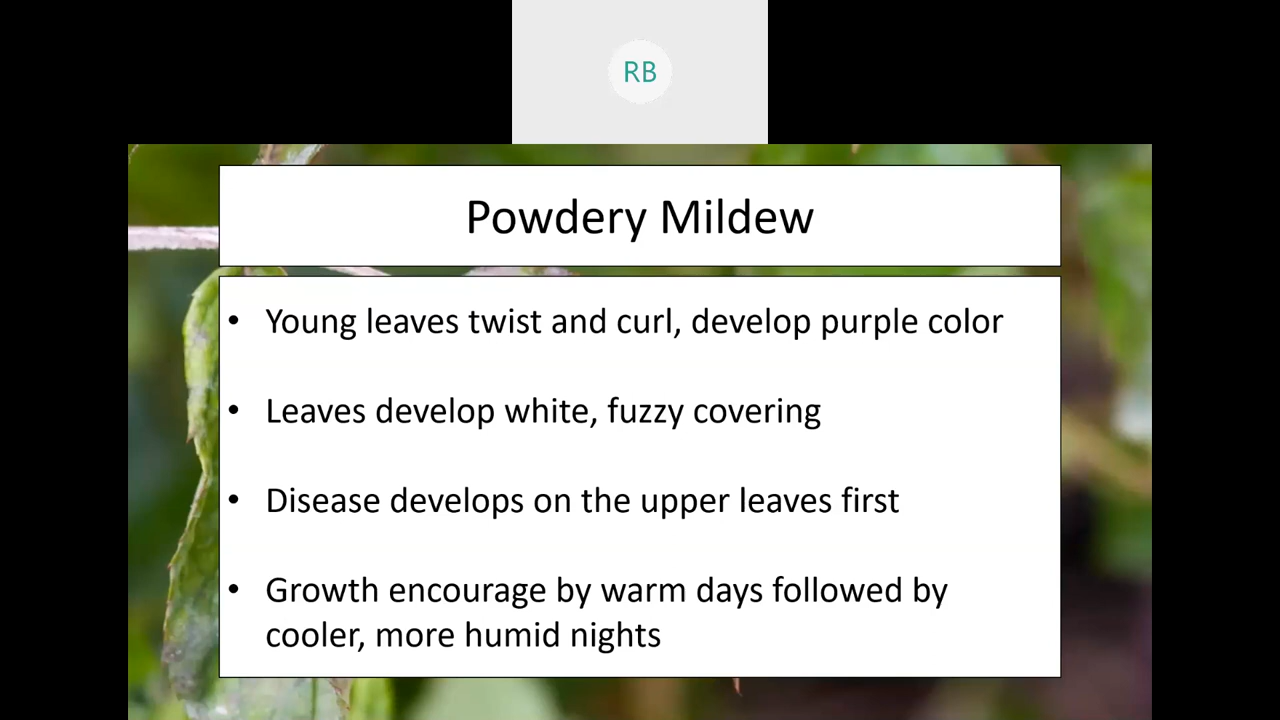 RB
Powdery Mildew
• Young leaves twist and curl, develop purple color
• Leaves develop white, fuzzy covering
• Disease develops on the upper leaves first
• Growth encourage by warm days followed by
cooler, more humid nights